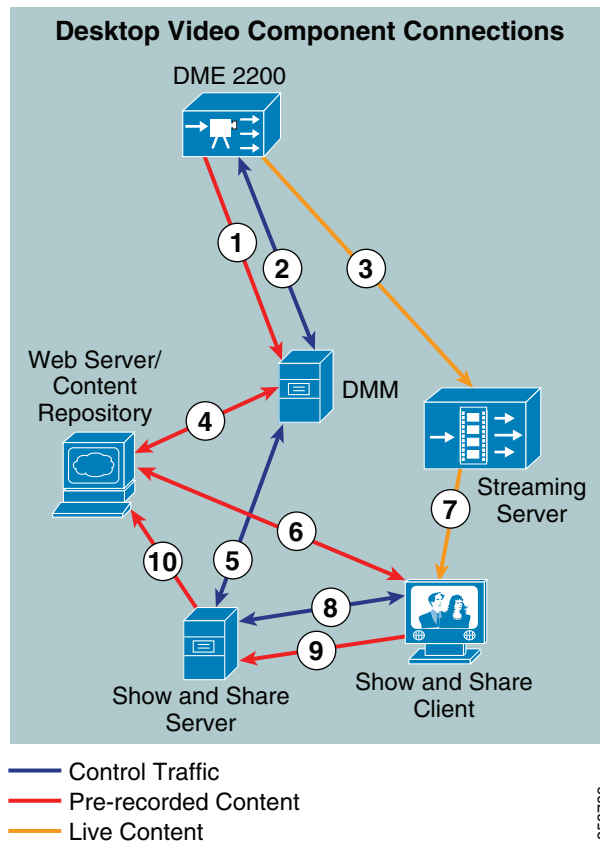 Desktop Video Component Connections
DME 2200
1
2
3
Web Server/
Content
Repository
4
DMM
Streaming
Server
10
5
6
7
8
9
Show and Share
Server
Show and Share
Client
Control Traffic
Pre-recorded Content
Live Content